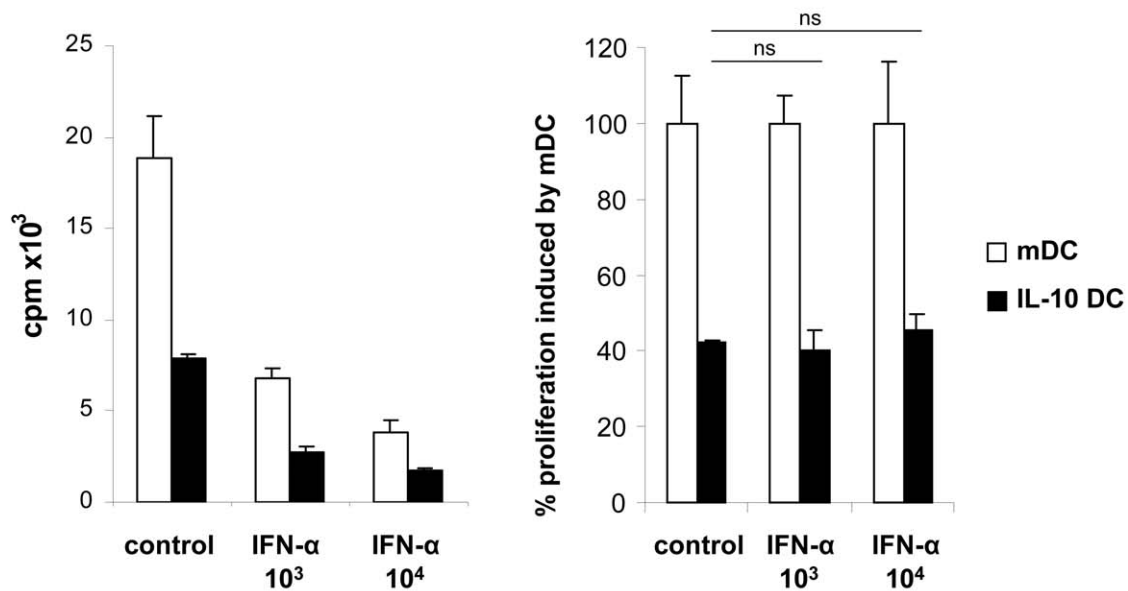 cpm x10³
25
20
15
10
5
0
control
IFN-α
10³
IFN-α
10⁴
% proliferation induced by mDC
120
100
80
60
40
20
0
ns
ns
control
IFN-α
10³
IFN-α
10⁴
mDC
IL-10 DC